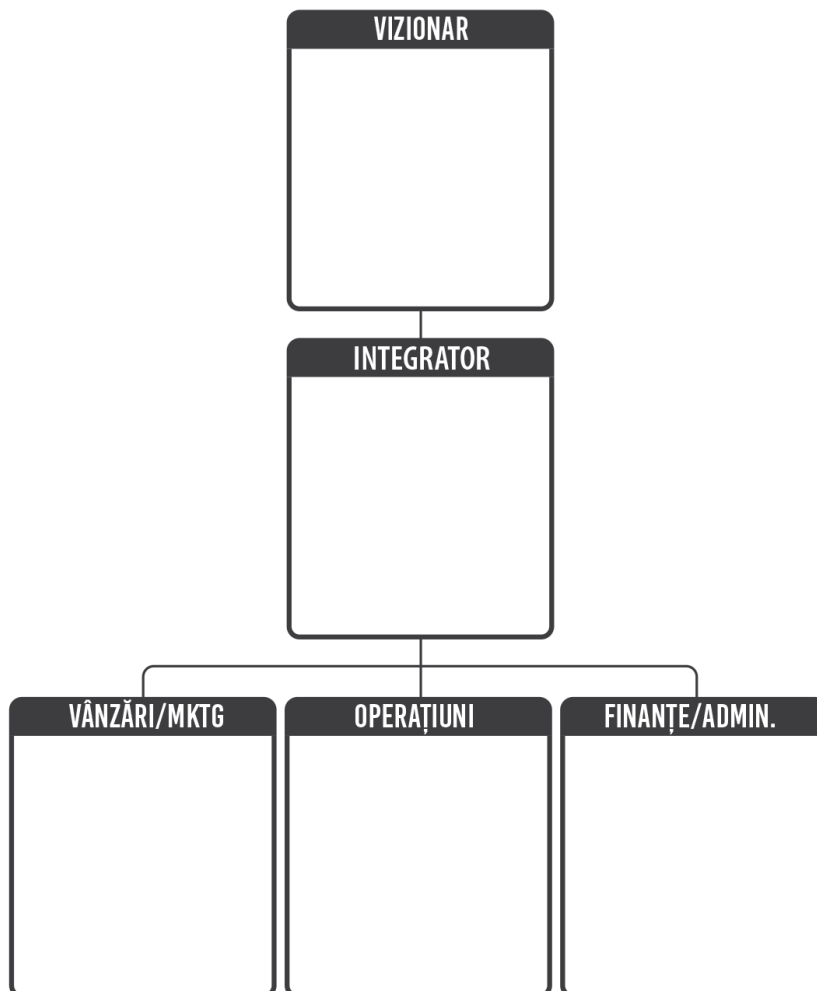 VIZIONAR
INTEGRATOR
VÂNZĂRI/MKTG
OPERAȚIUNI
FINANȚE/ADMIN.